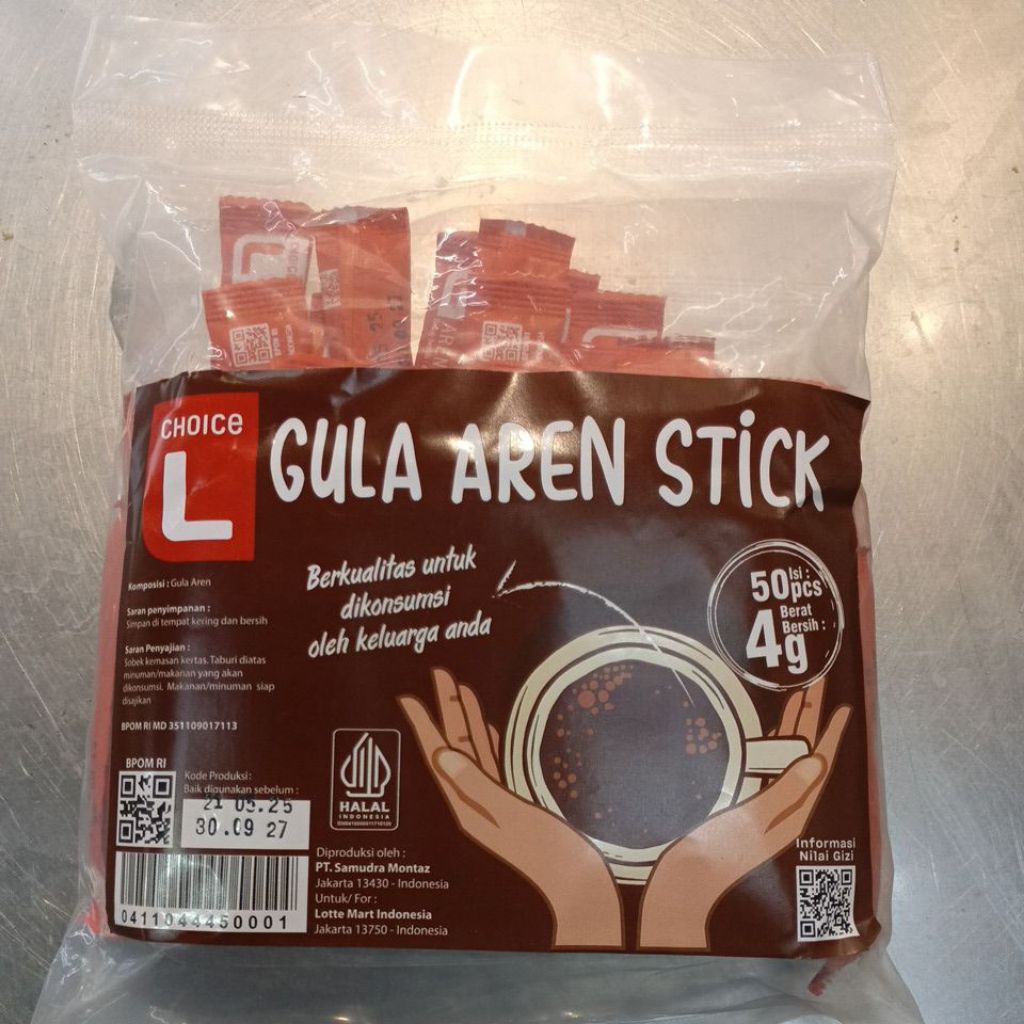 CHOICe
L
GULA AREN STiCK
Komposisi : Gula Aren
Saran penyimpanan :
Simpan di tempat kering dan bersih
Saran Penyajian :
Sobek kemasan kertas. Taburi diatas
minuman/makanan yang akan
dikonsumsi. Makanan/minuman siap
disajikan
BPOM RI MD 351109017113
Berkualitas untuk
dikonsumsi
oleh keluarga anda
Isi :
50pcs
Berat
Bersih :
4g
BPOM RI
Kode Produksi :
Baik digunakan sebelum :
30.09 27
HALAL
INDONESIA
Diproduksi oleh :
PT. Samudra Montaz
Jakarta 13430 - Indonesia
Untuk/ For :
Lotte Mart Indonesia
Jakarta 13750 - Indonesia
Informasi
Nilai Gizi